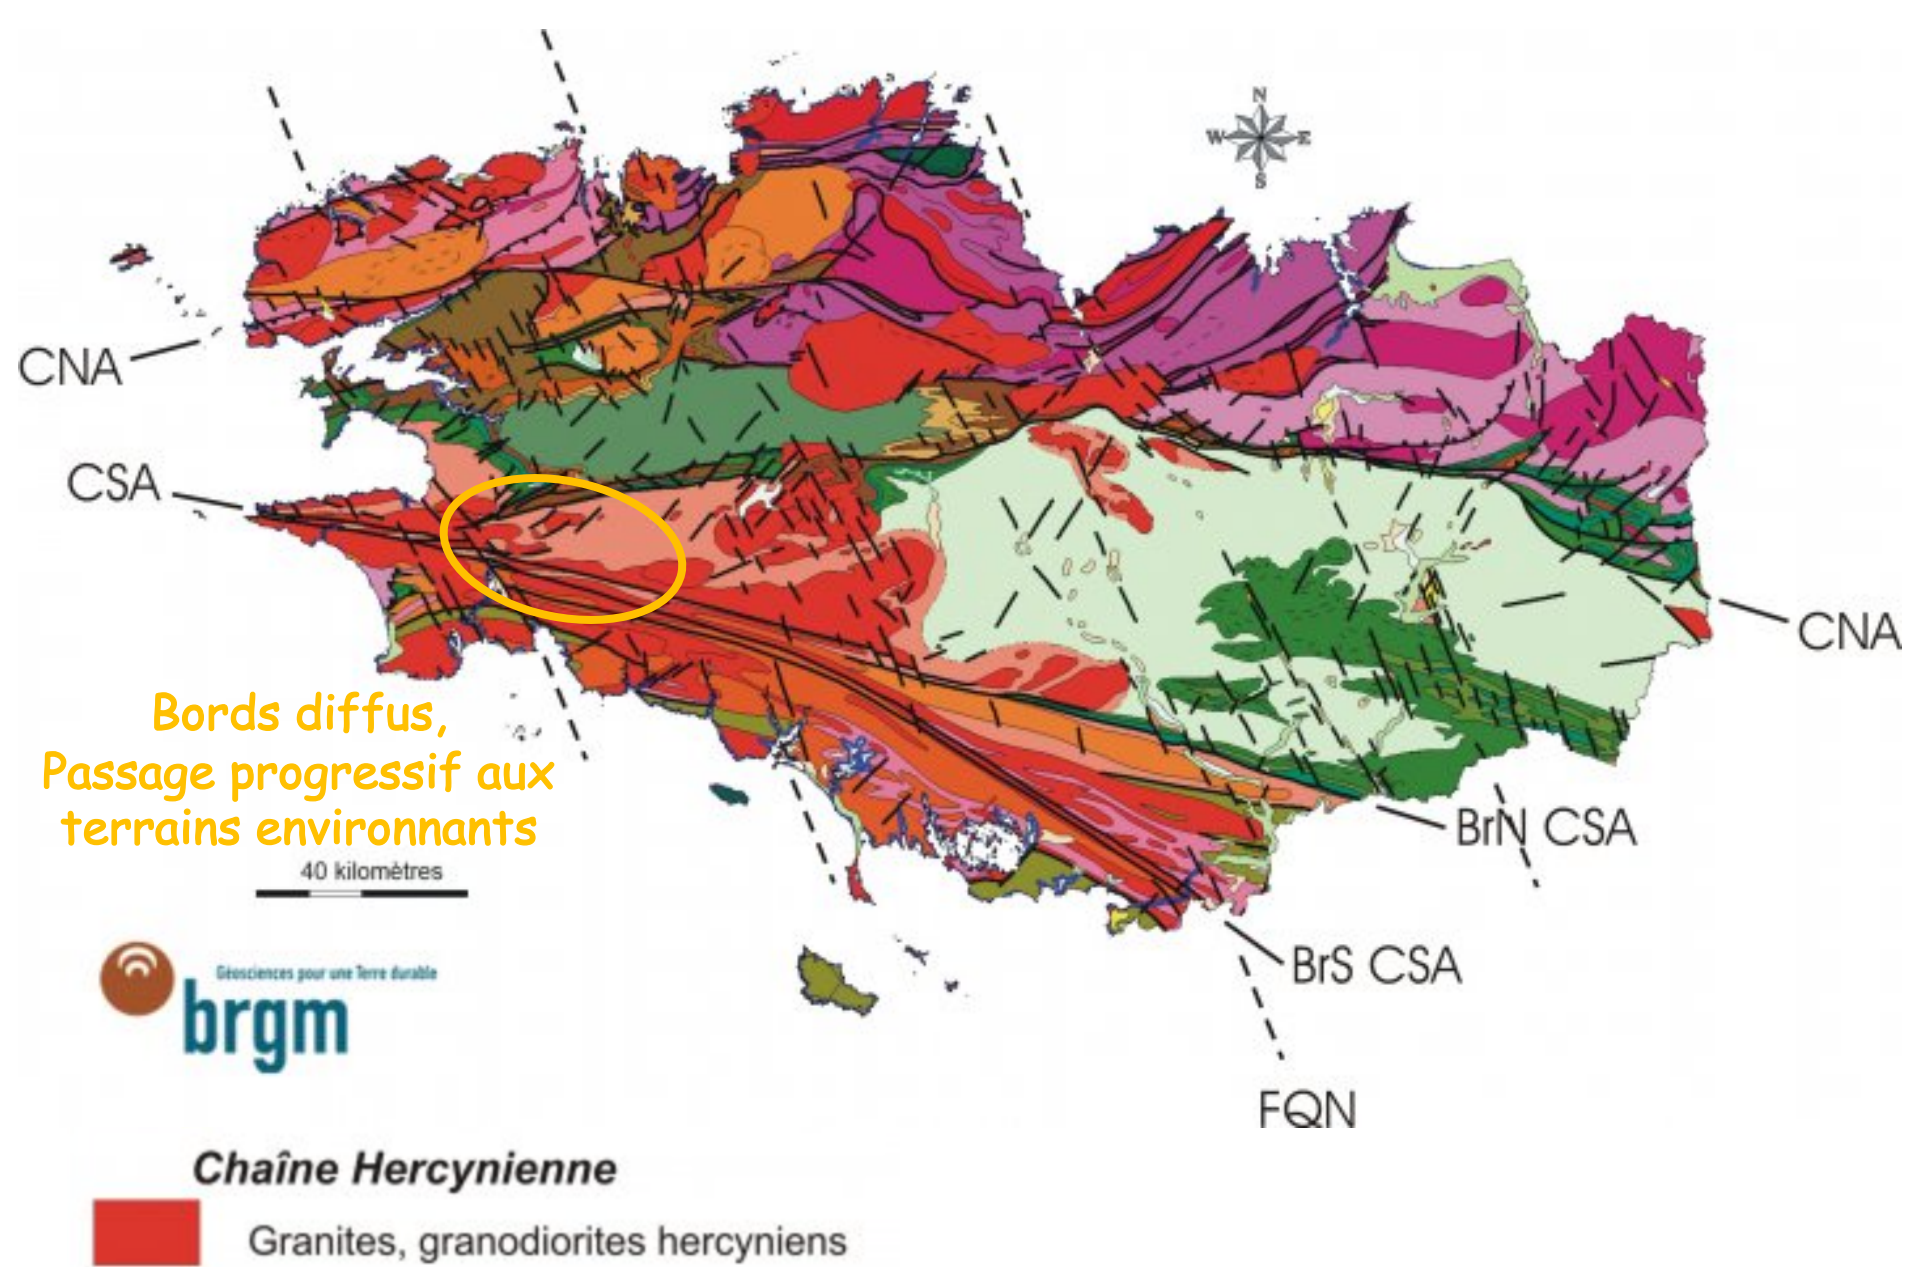 N
W E
S
CNA
CSA
CNA
Bords diffus,
Passage progressif aux
terrains environnants
BrN CSA
40 kilomètres
BrS CSA
Géosciences pour une Terre durable
brgm
FQN
Chaîne Hercynienne
Granites, granodiorites hercyniens